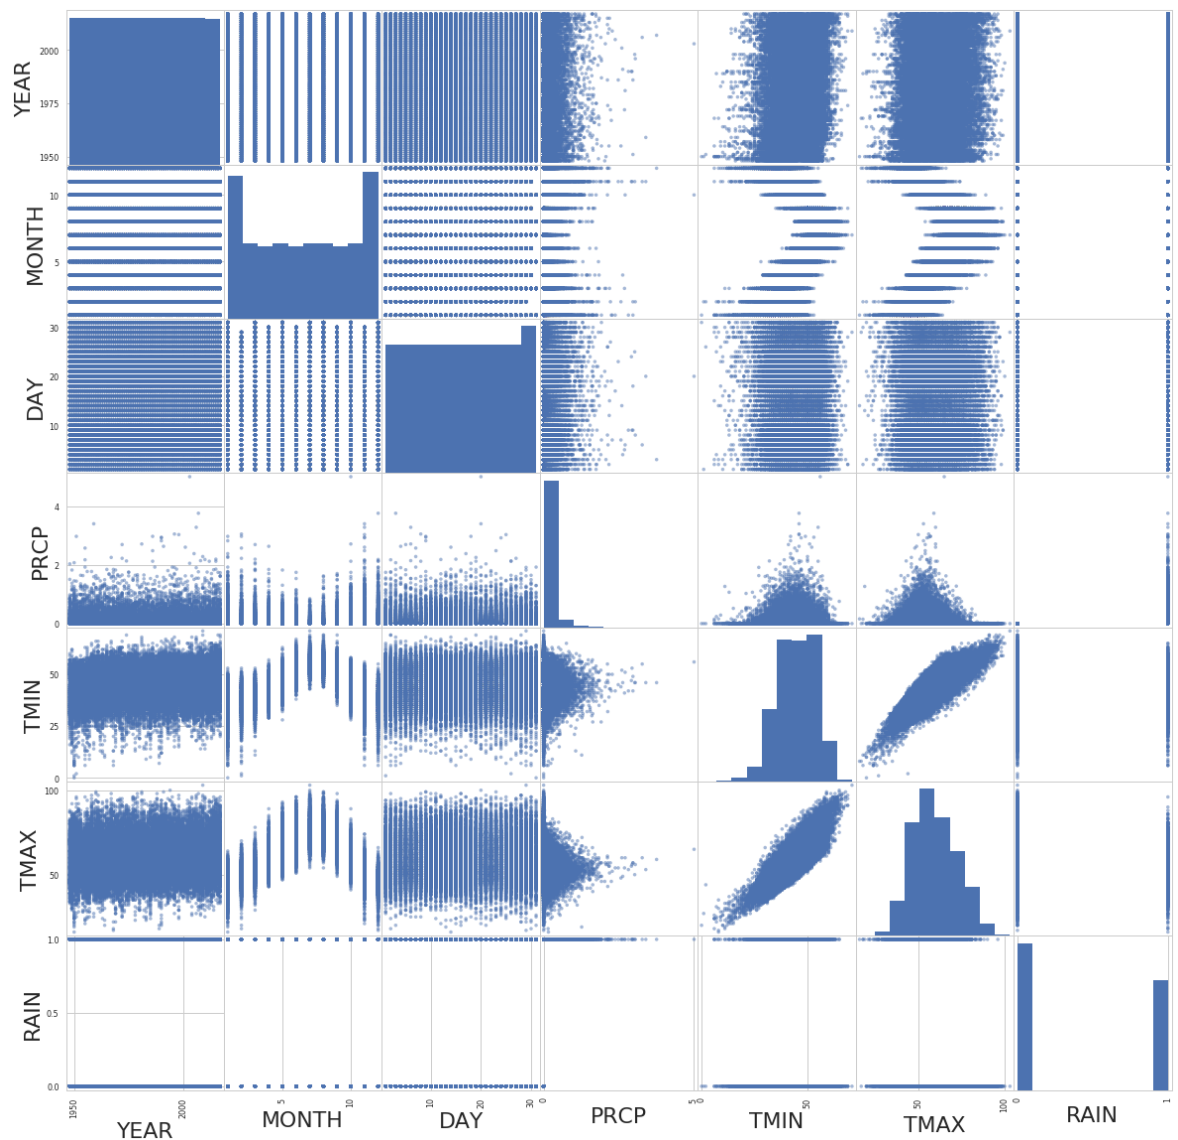 YEAR
2000
1975
1950
MONTH
10
5
DAY
30
20
10
PRCP
4
2
0
TMIN
50
25
0
TMAX
100
50
RAIN
1.0
0.5
0.0
1950 2000 5 10 10 20 30 0 5 0 50 50 100 0 1
YEAR MONTH DAY PRCP TMIN TMAX RAIN